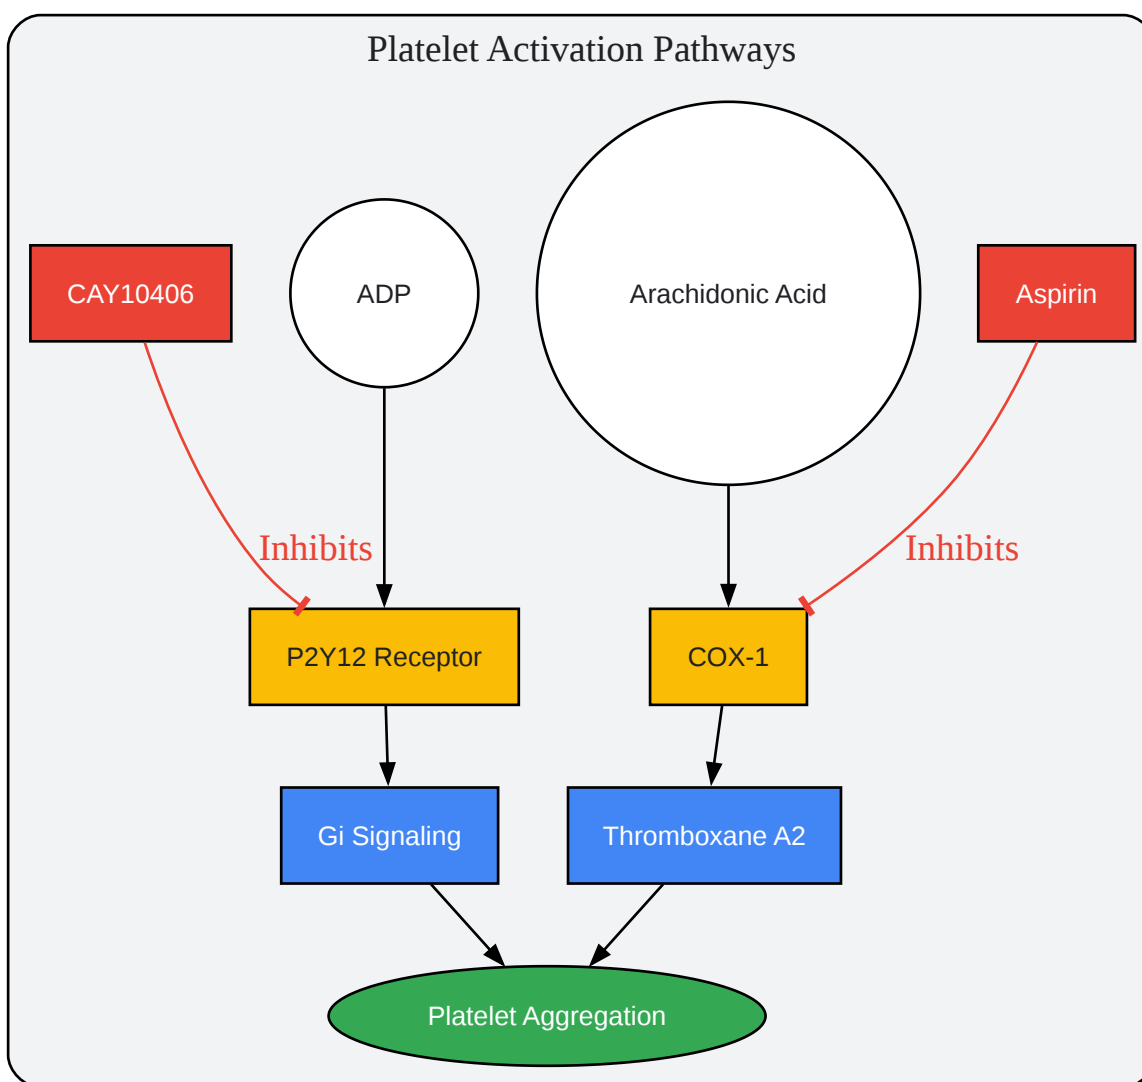 Platelet Activation Pathways
CAY10406
ADP
Arachidonic Acid
Aspirin
Inhibits
Inhibits
P2Y12 Receptor
COX-1
Gi Signaling
Thromboxane A2
Platelet Aggregation